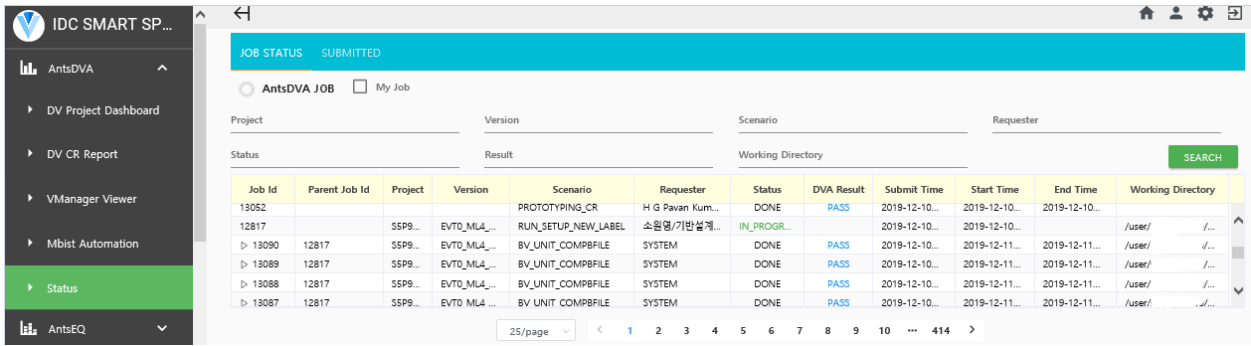 IDC SMART SP...
AntsDVA
DV Project Dashboard
DV CR Report
VManager Viewer
Mbist Automation
Status
AntsEQ
JOB STATUS SUBMITTED
AntsDVA JOB My Job
Project Version Scenario Requester
Status Result Working Directory SEARCH
Job Id Parent Job Id Project Version Scenario Requester Status DVA Result Submit Time Start Time End Time Working Directory
13052 PROTOTYPING_CR H G Pavan Kum... DONE PASS 2019-12-10... 2019-12-10... 2019-12-10...
12817 S5P9... EVT0_ML4_... RUN_SETUP_NEW_LABEL 소원영/기반설계... IN_PROGR... 2019-12-10... 2019-12-10... /user/ /...
13090 12817 S5P9... EVT0_ML4_... BV_UNIT_COMPBFILE SYSTEM DONE PASS 2019-12-10... 2019-12-11... 2019-12-11... /user/ /...
13089 12817 S5P9... EVT0_ML4_... BV_UNIT_COMPBFILE SYSTEM DONE PASS 2019-12-10... 2019-12-11... 2019-12-11... /user/ /...
13088 12817 S5P9... EVT0_ML4_... BV_UNIT_COMPBFILE SYSTEM DONE PASS 2019-12-10... 2019-12-11... 2019-12-11... /user/ /...
13087 12817 S5P9... EVT0_ML4_... BV_UNIT_COMPBFILE SYSTEM DONE PASS 2019-12-10... 2019-12-11... 2019-12-11... /user/ /...
25/page < 1 2 3 4 5 6 7 8 9 10 ... 414 >